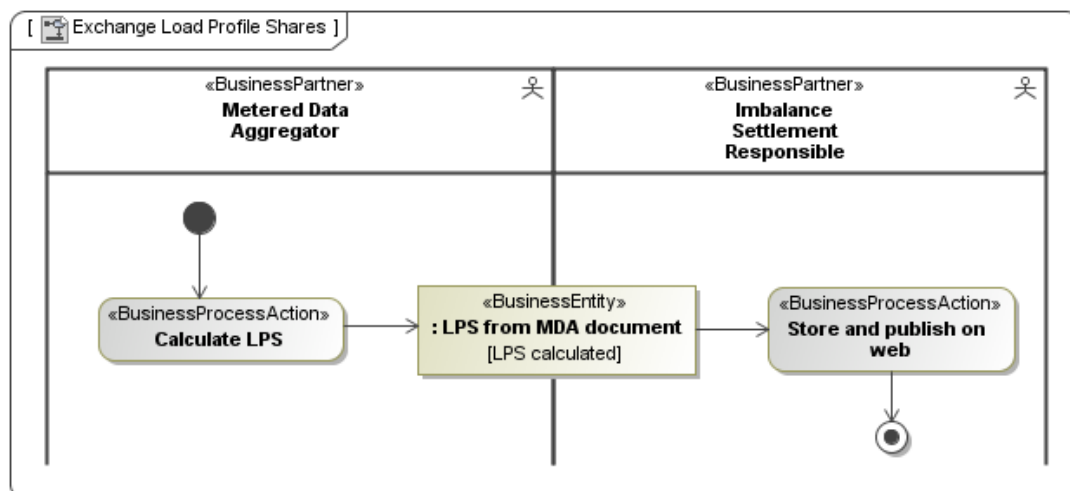 [ Exchange Load Profile Shares ]
«BusinessPartner»
Metered Data
Aggregator
«BusinessPartner»
Imbalance
Settlement
Responsible
«BusinessProcessAction»
Calculate LPS
«BusinessEntity»
: LPS from MDA document
[LPS calculated]
«BusinessProcessAction»
Store and publish on
web